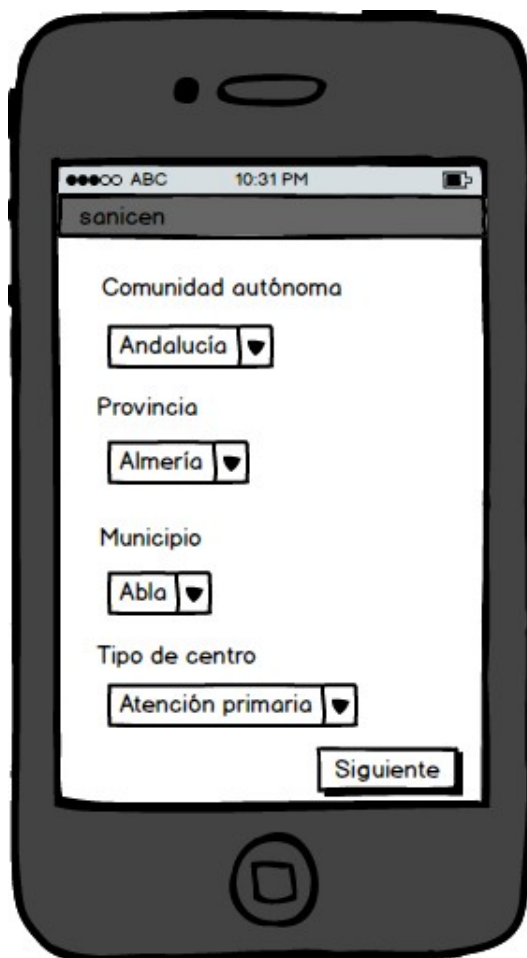 ABC 10:31 PM
sanicen
Comunidad autónoma
Andalucía
Provincia
Almería
Municipio
Abla
Tipo de centro
Atención primaria
Siguiente